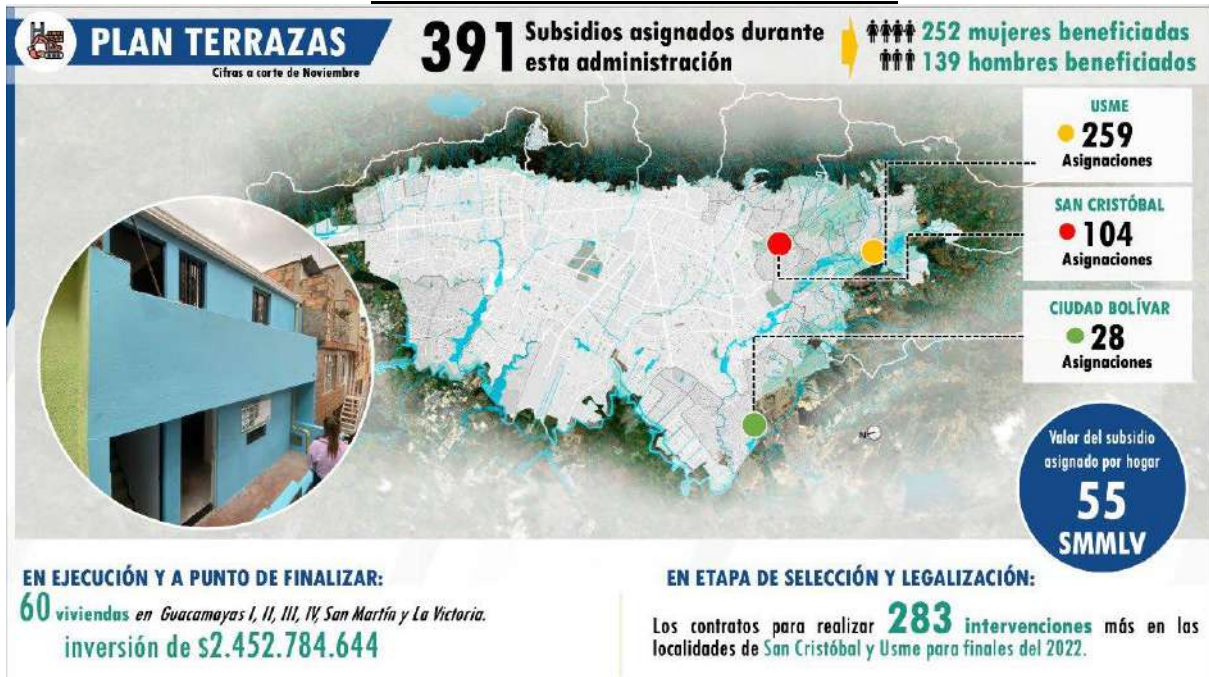 PLAN TERRAZAS
Cifras a corte de Noviembre
391 Subsidios asignados durante
esta administración
252 mujeres beneficiadas
139 hombres beneficiados
USME
259
Asignaciones
SAN CRISTÓBAL
104
Asignaciones
CIUDAD BOLÍVAR
28
Asignaciones
N
Valor del subsidio
asignado por hogar
55
SMMLV
EN EJECUCIÓN Y A PUNTO DE FINALIZAR:
60 viviendas en Guacamayas I, II, III, IV, San Martín y La Victoria.
inversión de $2.452.784.644
EN ETAPA DE SELECCIÓN Y LEGALIZACIÓN:
Los contratos para realizar 283 intervenciones más en las
localidades de San Cristóbal y Usme para finales del 2022.